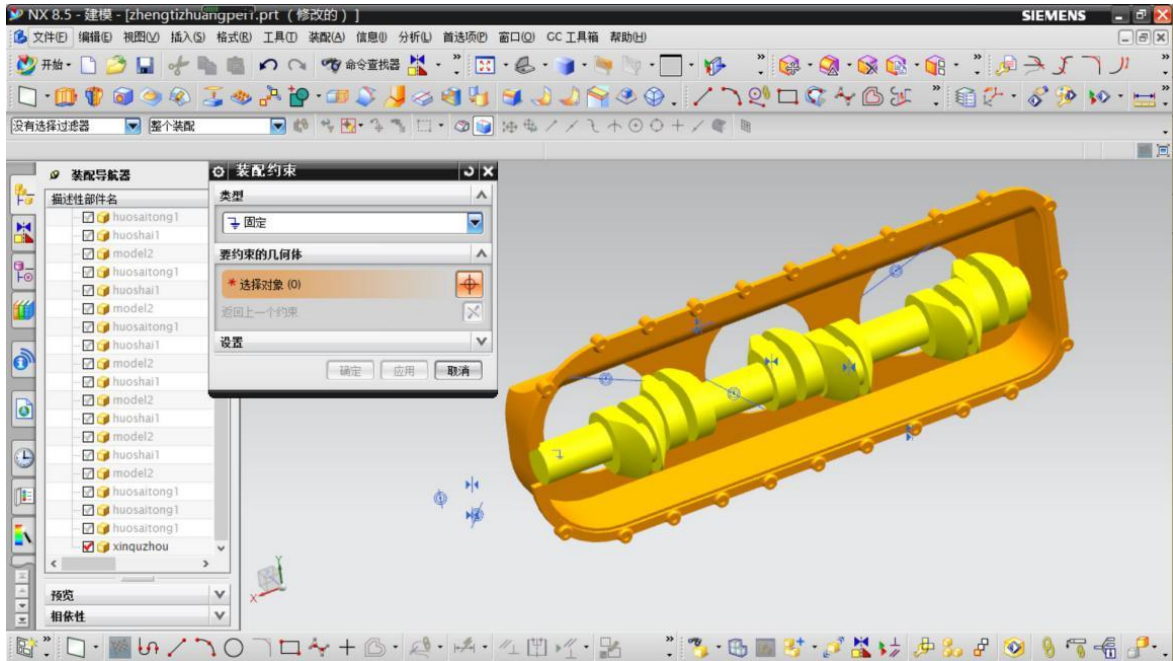 NX 8.5 - 建模 - [zhengtizhuangpei1.prt （修改的） ]
SIEMENS
文件(F) 编辑(E) 视图(V) 插入(S) 格式(R) 工具(T) 装配(A) 信息(I) 分析(L) 首选项(P) 窗口(O) GC 工具箱 帮助(H)
开始 命令查找器
没有选择过滤器 整个装配
装配导航器
描述性部件名
huosaitong1
huoshai1
model2
huosaitong1
huoshai1
model2
huosaitong1
huoshai1
model2
huoshai1
model2
huoshai1
model2
huoshai1
model2
huosaitong1
huosaitong1
huosaitong1
xinquzhou
预览
相依性
装配约束
类型
固定
要约束的几何体
* 选择对象 (0)
返回上一个约束
设置
确定 应用 取消
Y
X